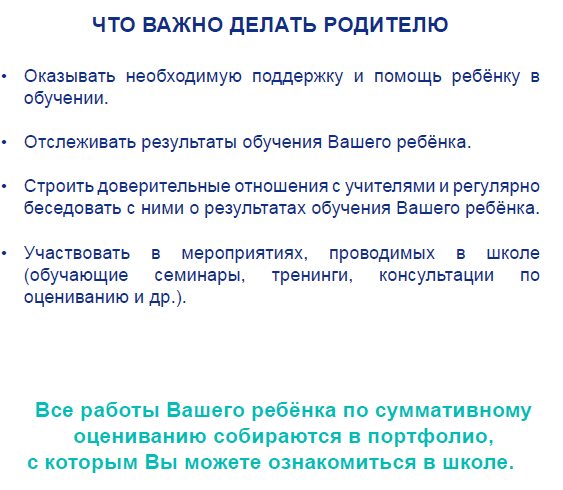 ЧТО ВАЖНО ДЕЛАТЬ РОДИТЕЛЮ
• Оказывать необходимую поддержку и помощь ребёнку в
обучении.
• Отслеживать результаты обучения Вашего ребёнка.
• Строить доверительные отношения с учителями и регулярно
беседовать с ними о результатах обучения Вашего ребёнка.
• Участвовать в мероприятиях, проводимых в школе
(обучающие семинары, тренинги, консультации по
оцениванию и др.).
Все работы Вашего ребёнка по суммативному
оцениванию собираются в портфолио,
с которым Вы можете ознакомиться в школе.